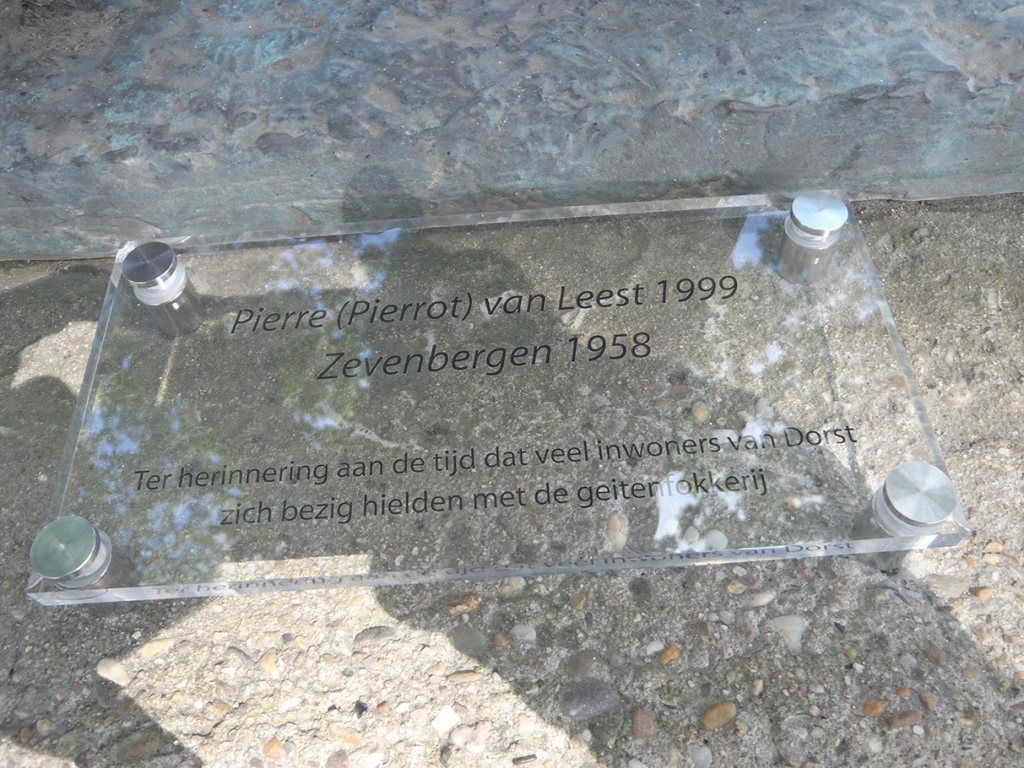 Pierre (Pierrot) van Leest 1999
Zevenbergen 1958
Ter herinnering aan de tijd dat veel inwoners van Dorst
zich bezig hielden met de geitenfokkerij